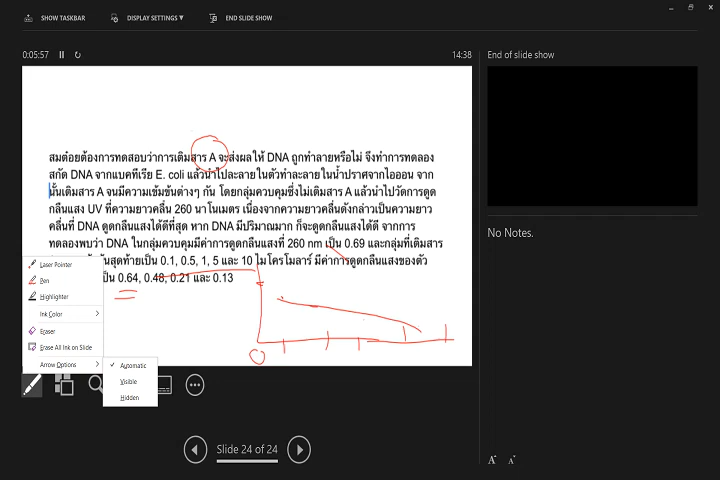 SHOW TASKBAR
DISPLAY SETTINGS ▼
END SLIDE SHOW
0:05:57
14:38
End of slide show
สมต๋อยต้องการทดสอบว่าการเติมสาร A จะส่งผลให้ DNA ถูกทำลายหรือไม่ จึงทำการทดลอง
สกัด DNA จากแบคทีเรีย E. coli แล้วนำไปละลาย ในตัวทำละลายในน้ำปราศจากไอออน จาก
นั้นเติมสาร A จนมีความเข้มข้นต่างๆ กัน โดยกลุ่มควบคุมซึ่งไม่เติมสาร A แล้วนำไปวัดการดูด
กลืนแสง UV ที่ความยาวคลื่น 260 นาโนเมตร เนื่องจากความยาวคลื่นดังกล่าวเป็นความยาว
คลื่นที่ DNA ดูดกลืนแสงได้ดีที่สุด หาก DNA มีปริมาณมาก ก็จะดูดกลืนแสงได้ดี จากการ
ทดลองพบว่า DNA ในกลุ่มควบคุมมีค่าการดูดกลืนแสงที่ 260 nm เป็น 0.69 และกลุ่มที่เติมสาร
นสุดท้ายเป็น 0.1, 0.5, 1, 5 และ 10 ไมโครโมลาร์ มีค่าการดูดกลืนแสงของตัว
เป็น 0.64, 0.48, 0.21 และ 0.13
0
No Notes.
Laser Pointer
Pen
Highlighter
Ink Color
Eraser
Erase All Ink on Slide
Arrow Options
Automatic
Visible
Hidden
Slide 24 of 24
A A